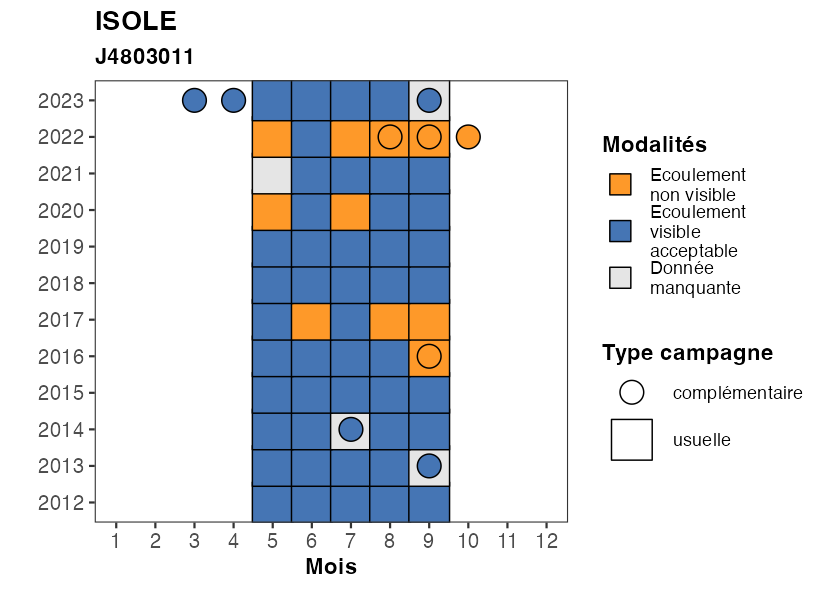 ISOLE
J4803011
2023
2022
2021
2020
2019
2018
2017
2016
2015
2014
2013
2012
1 2 3 4 5 6 7 8 9 10 11 12
Mois
Modalités
Ecoulement
non visible
Ecoulement
visible
acceptable
Donnée
manquante
Type campagne
complémentaire
usuelle